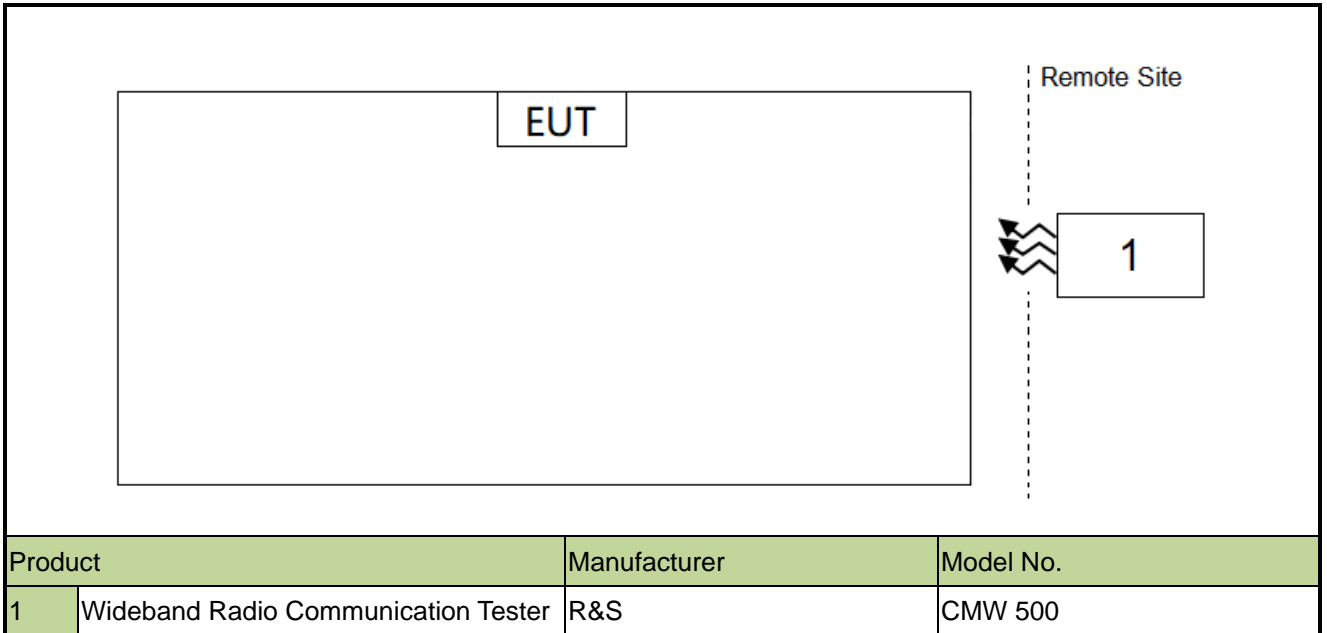 Remote Site
EUT
1
Product Manufacturer Model No.
1 Wideband Radio Communication Tester R&S CMW 500